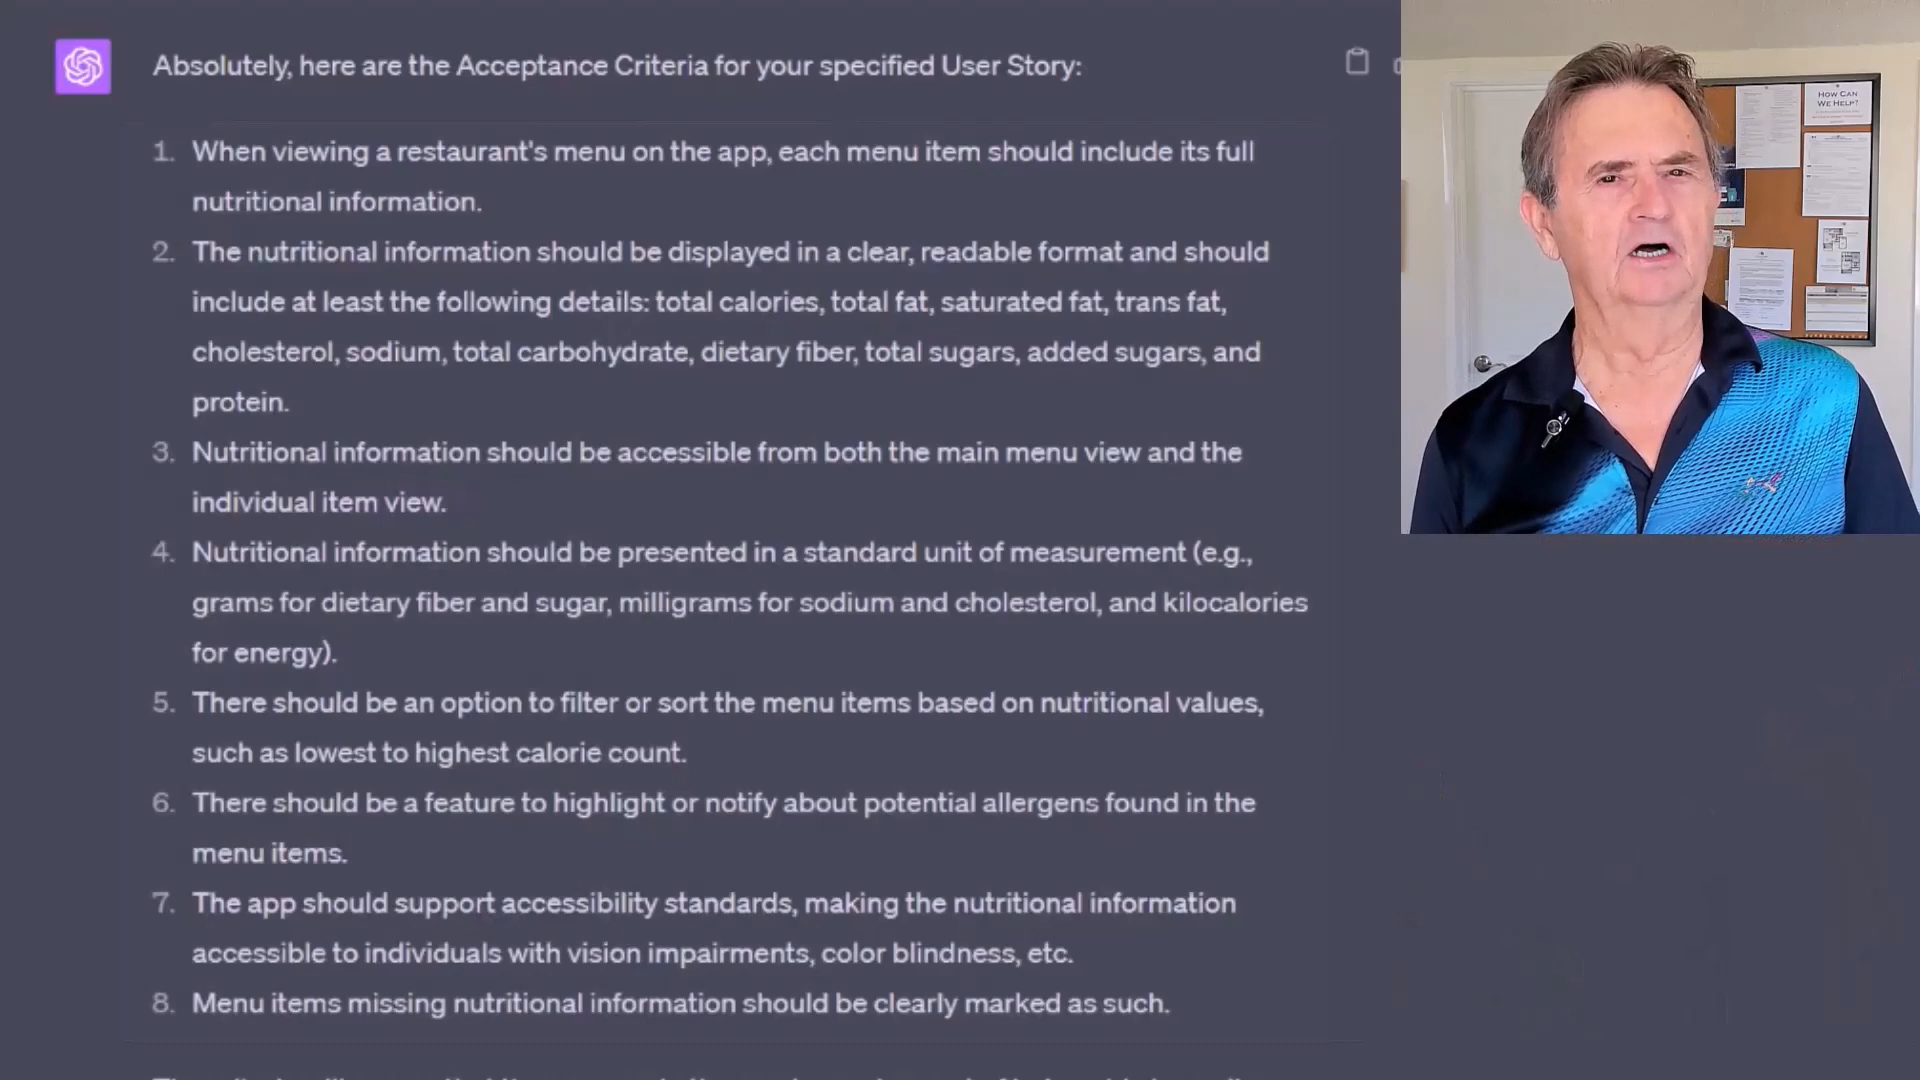 Absolutely, here are the Acceptance Criteria for your specified User Story:
1. When viewing a restaurant's menu on the app, each menu item should include its full
nutritional information.
2. The nutritional information should be displayed in a clear, readable format and should
include at least the following details: total calories, total fat, saturated fat, trans fat,
cholesterol, sodium, total carbohydrate, dietary fiber, total sugars, added sugars, and
protein.
3. Nutritional information should be accessible from both the main menu view and the
individual item view.
4. Nutritional information should be presented in a standard unit of measurement (e.g.,
grams for dietary fiber and sugar, milligrams for sodium and cholesterol, and kilocalories
for energy).
5. There should be an option to filter or sort the menu items based on nutritional values,
such as lowest to highest calorie count.
6. There should be a feature to highlight or notify about potential allergens found in the
menu items.
7. The app should support accessibility standards, making the nutritional information
accessible to individuals with vision impairments, color blindness, etc.
8. Menu items missing nutritional information should be clearly marked as such.
HOW CAN
WE HELP?